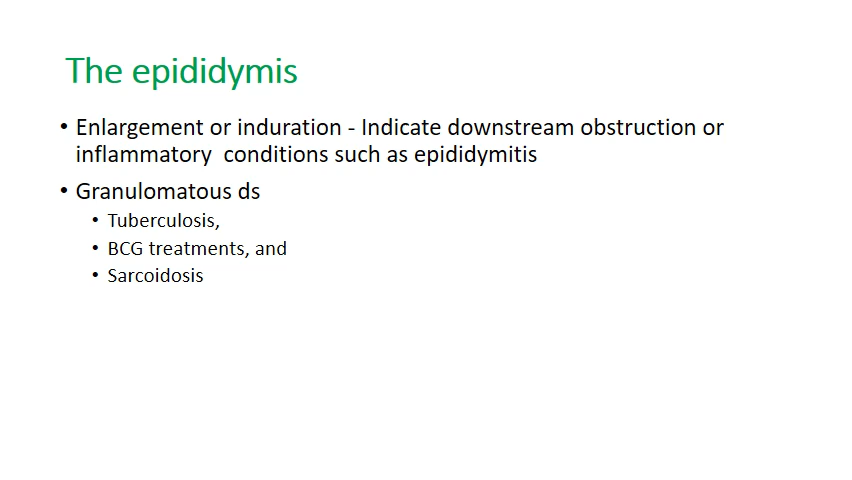 The epididymis
• Enlargement or induration - Indicate downstream obstruction or
inflammatory  conditions such as epididymitis
• Granulomatous ds
• Tuberculosis,
• BCG treatments, and
• Sarcoidosis